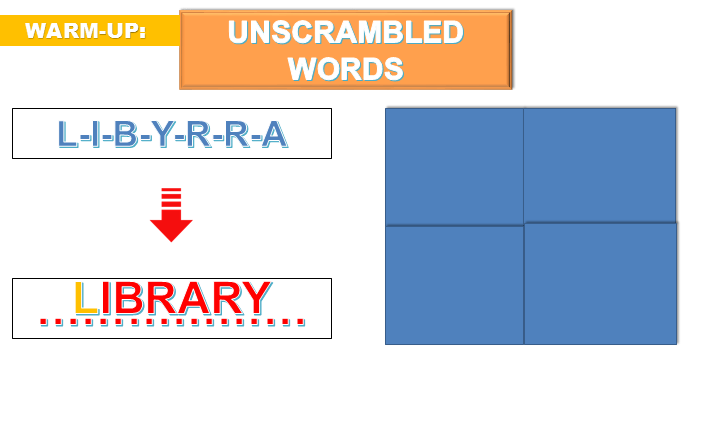 WARM-UP:
UNSCRAMBLED
WORDS
L-I-B-Y-R-R-A
LIBRARY
..................